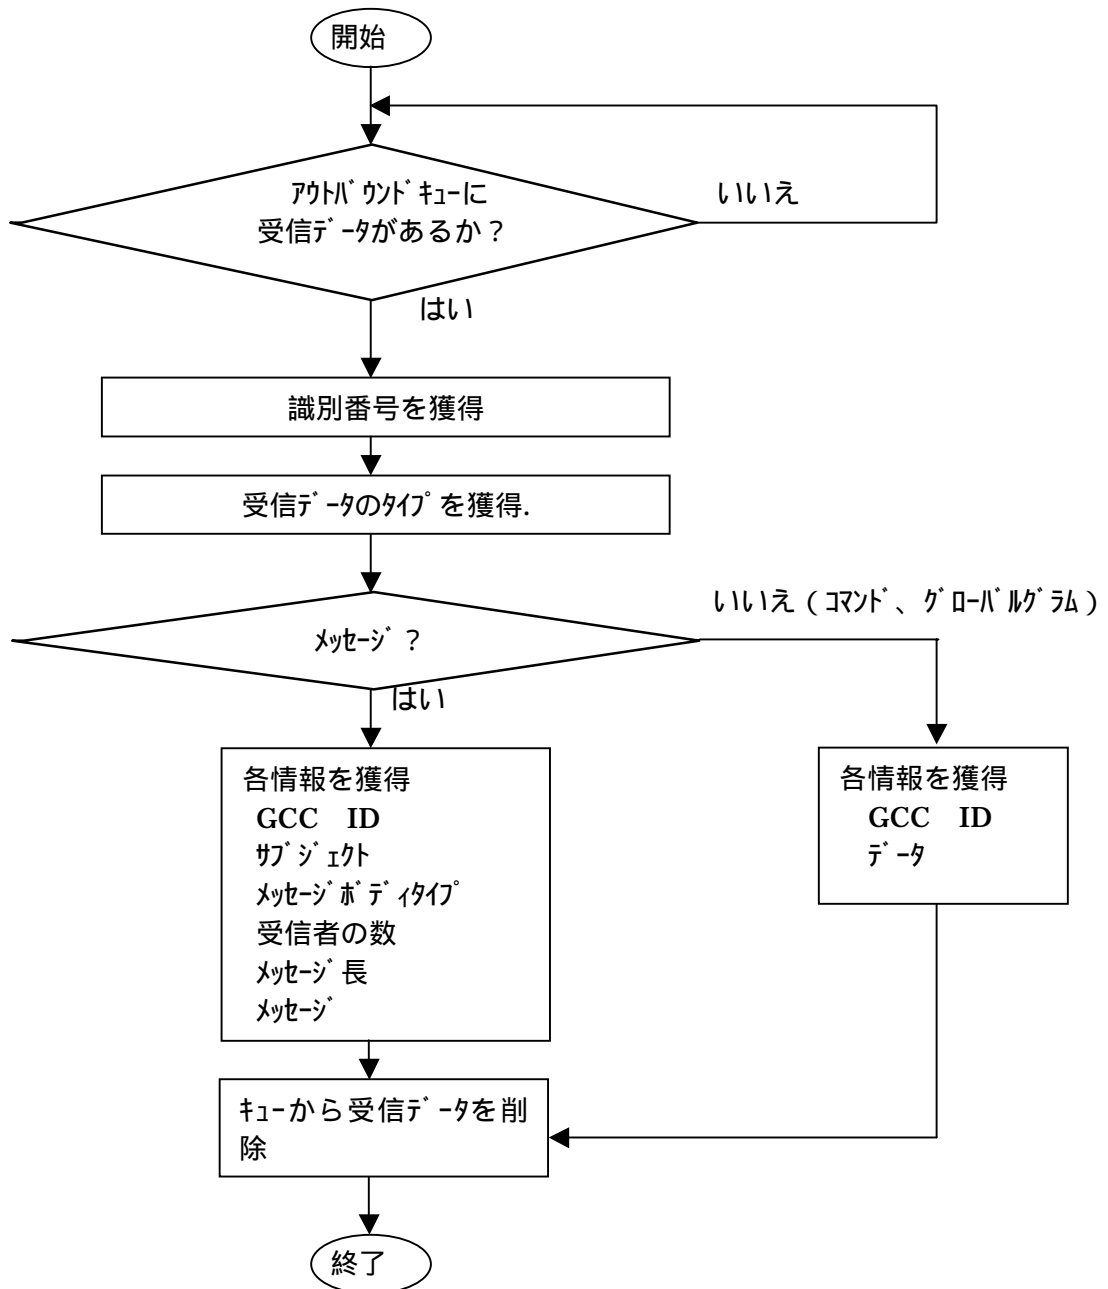 開始
ｱｳﾄﾊﾞｳﾝﾄﾞｷｭｰに
受信ﾃﾞｰﾀがあるか？
いいえ
はい
識別番号を獲得
受信ﾃﾞｰﾀのﾀｲﾌﾟを獲得.
いいえ（ｺﾏﾝﾄﾞ、ｸﾞﾛｰﾊﾞﾙｸﾞﾗﾑ）
ﾒｯｾｰｼﾞ？
はい
各情報を獲得
GCC　ID
ｻﾌﾞｼﾞｪｸﾄ
ﾒｯｾｰｼﾞﾎﾞﾃﾞｨﾀｲﾌﾟ
受信者の数
ﾒｯｾｰｼﾞ長
ﾒｯｾｰｼﾞ
各情報を獲得
GCC　ID
ﾃﾞｰﾀ
ｷｭｰから受信ﾃﾞｰﾀを削
除
終了